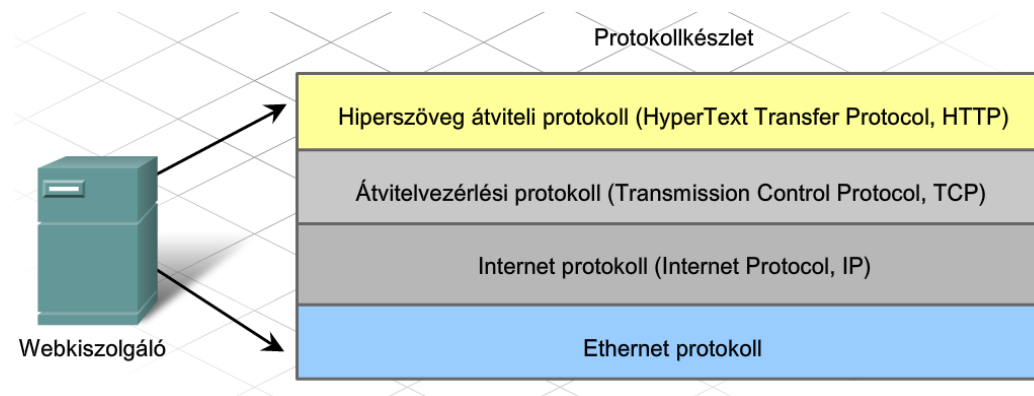 Protokollkészlet
Hiperszöveg átviteli protokoll (HyperText Transfer Protocol, HTTP)
Átvitelvezérlési protokoll (Transmission Control Protocol, TCP)
Internet protokoll (Internet Protocol, IP)
Ethernet protokoll
Webkiszolgáló